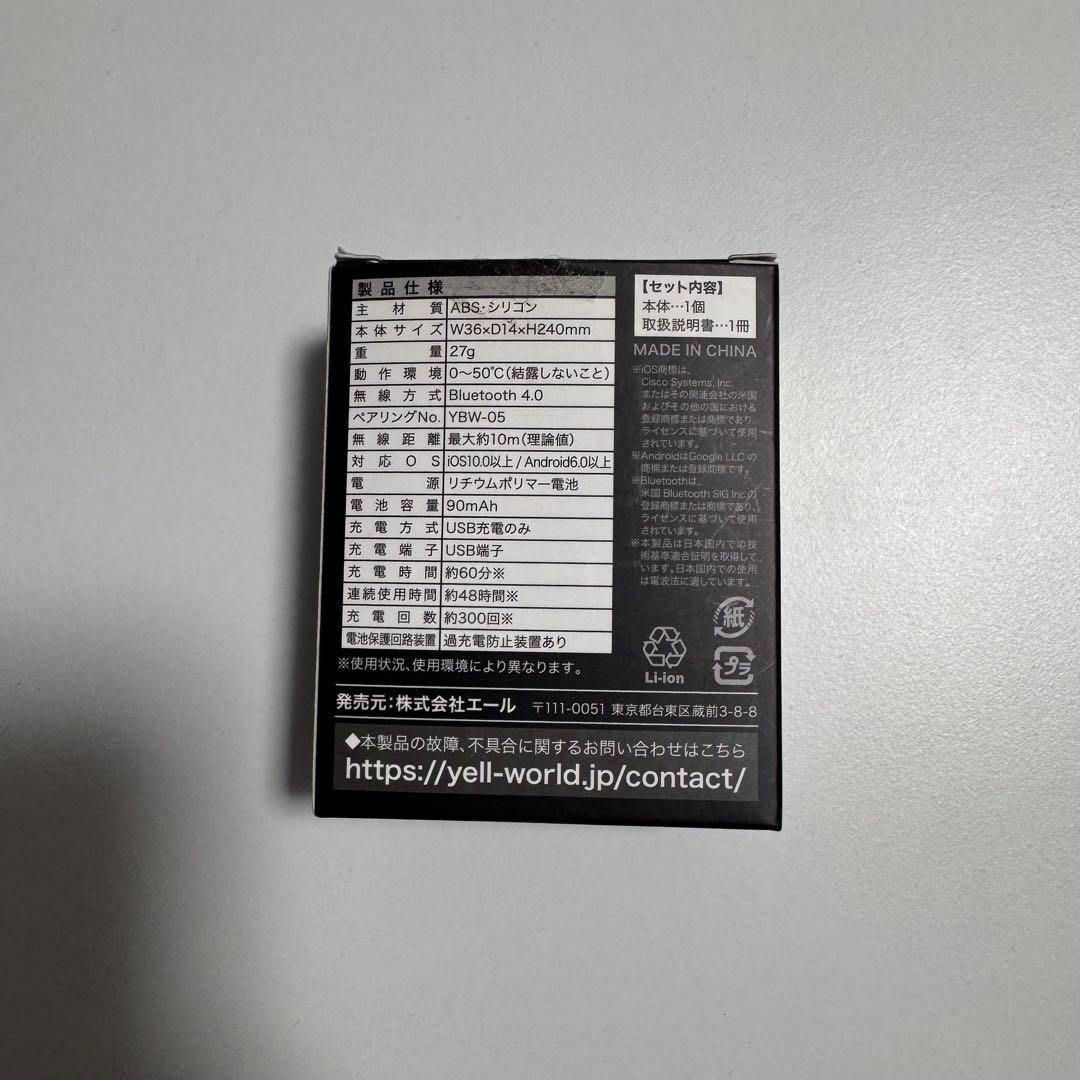 製品仕様
主材質 ABS・シリコン
本体サイズ W36×D14×H240mm
重量 27g
動作環境 0〜50℃(結露しないこと)
無線方式 Bluetooth 4.0
ペアリングNo. YBW-05
無線距離 最大約10m(理論値)
対応OS iOS10.0以上 / Android6.0以上
電源 リチウムポリマー電池
電池容量 90mAh
充電方式 USB充電のみ
充電端子 USB端子
充電時間 約60分※
連続使用時間 約48時間※
充電回数 約300回※
電池保護回路装置 過充電防止装置あり
※使用状況、使用環境により異なります。
【セット内容】
本体…1個
取扱説明書…1冊
MADE IN CHINA
※iOS商標は、
Cisco Systems, Inc.
またはその関連会社の米国
およびその他の国における
登録商標または商標であり、
ライセンスに基づいて使用
されています。
※AndroidはGoogle LLC の
商標または登録商標です。
※Bluetoothは、
米国 Bluetooth SIG Inc.の
登録商標または商標であり、
ライセンスに基づいて使用
されています。
※本製品は日本国内での技
術基準適合証明を取得して
います。日本国内での使用
は電波法に適しています。
紙
Li-ion
プラ
発売元:株式会社エール 〒111-0051 東京都台東区蔵前3-8-8
◆本製品の故障、不具合に関するお問い合わせはこちら
https://yell-world.jp/contact/